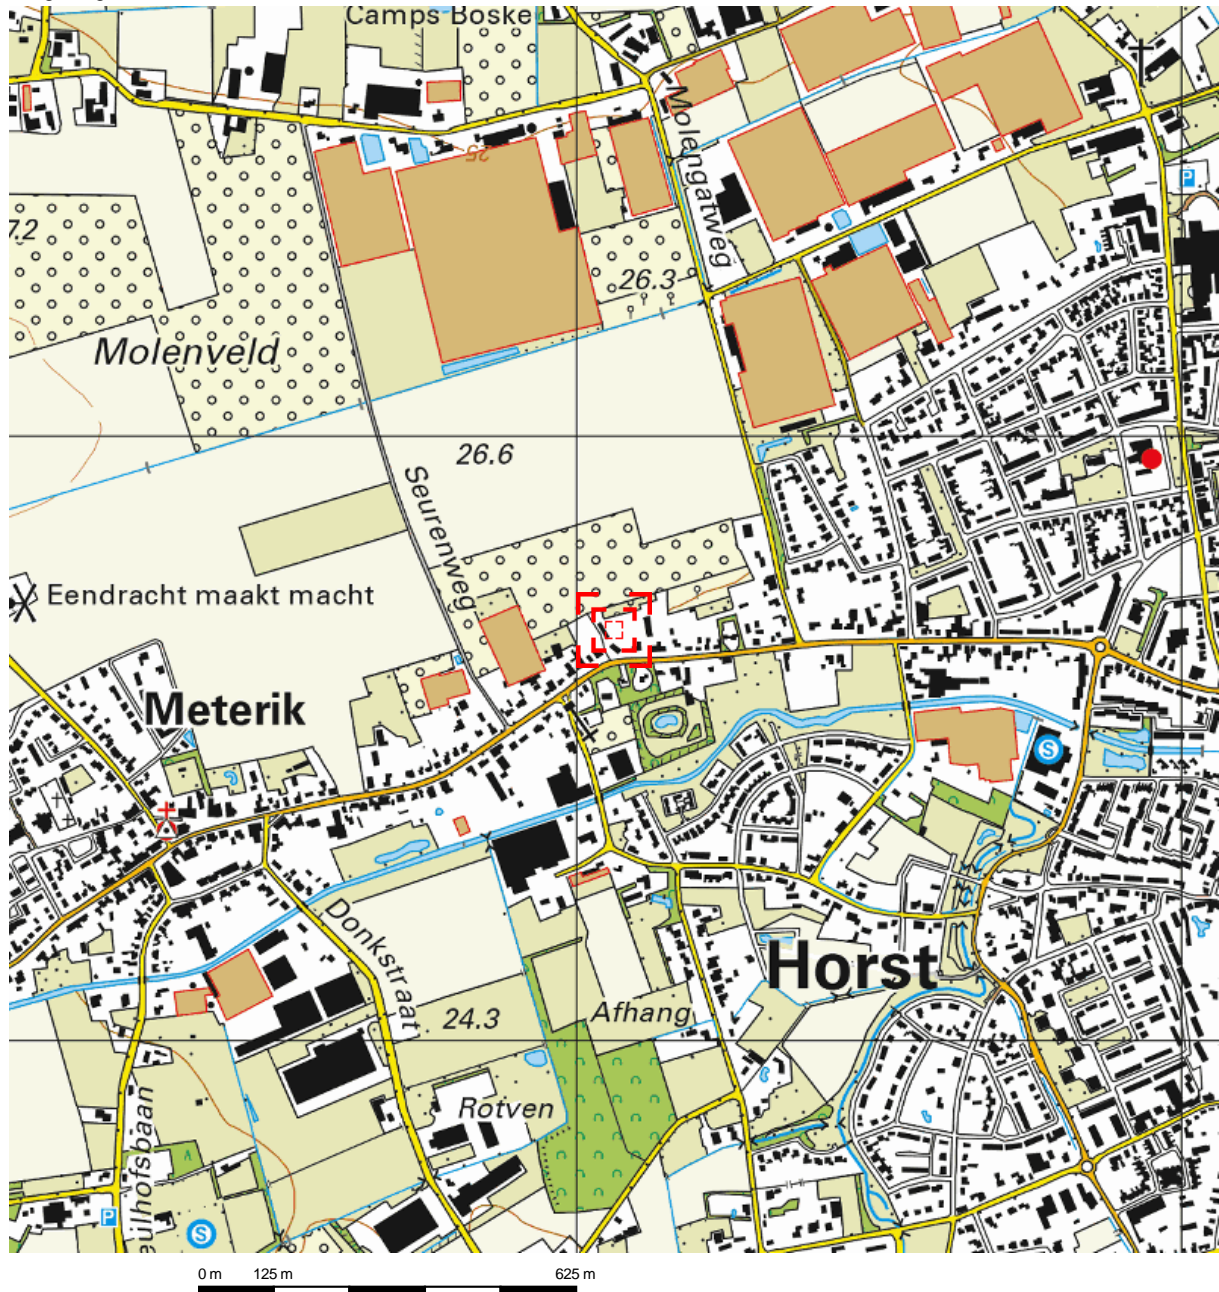 Camps Boske
Molengatweg
25
7.2
26.3
Molenveld
26.6
Seurenweg
Eendracht maakt macht
P
Meterik
S
Donkstraat
Horst
Afhang
24.3
Rotven
eulhofsbaan
P
S
0 m 125 m 625 m